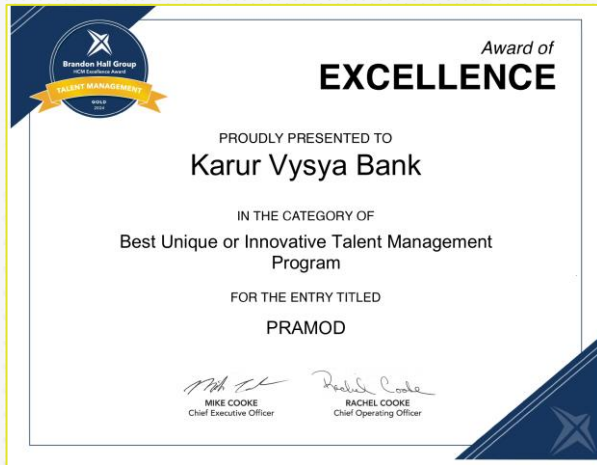 Brandon Hall Group
HCM Excellence Award
TALENT MANAGEMENT
GOLD
2024
Award of
EXCELLENCE
PROUDLY PRESENTED TO
Karur Vysya Bank
IN THE CATEGORY OF
Best Unique or Innovative Talent Management
Program
FOR THE ENTRY TITLED
PRAMOD
MIKE COOKE
Chief Executive Officer
RACHEL COOKE
Chief Operating Officer